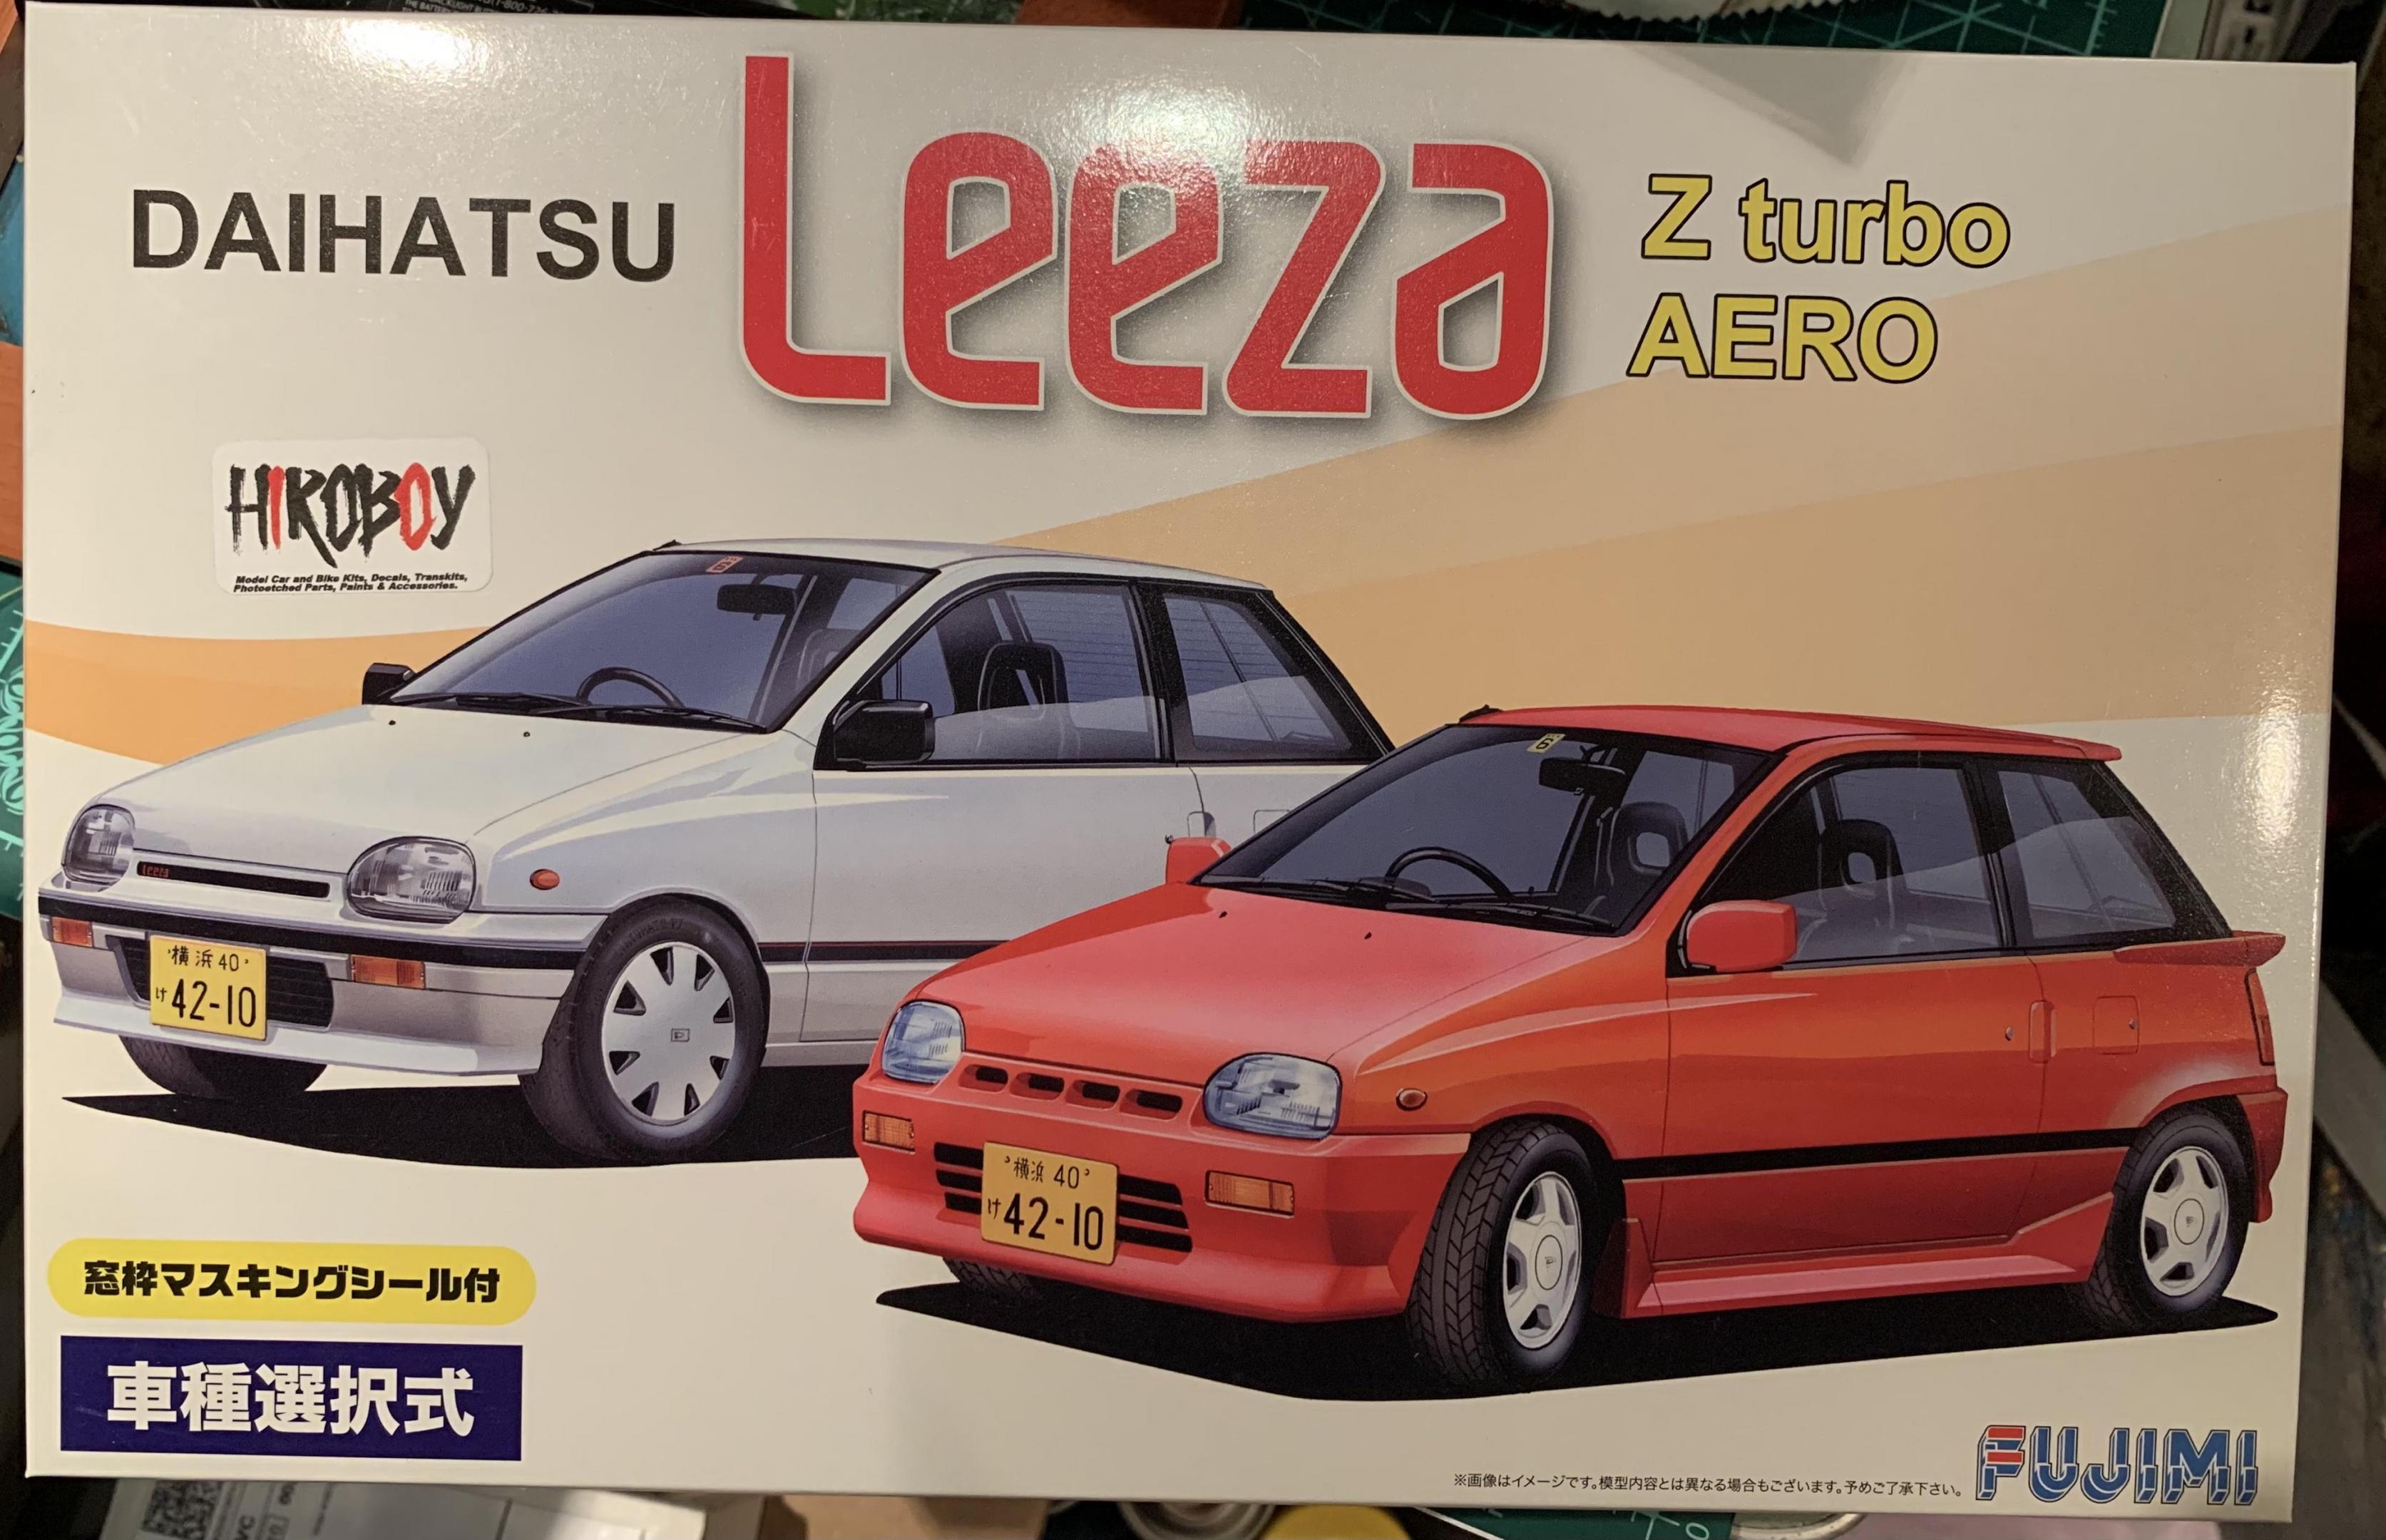 DAIHATSU
Leeza
Z turbo
AERO
HIROBOY
Model Car and Bike Kits, Decals, Transkits,
Photoetched Parts, Paints & Accessories.
Leeza
横浜 40
け 42-10
6
横浜 40
け 42-10
窓枠マスキングシール付
車種選択式
※画像はイメージです。模型内容とは異なる場合もございます。予めご了承下さい。
FUJIMI